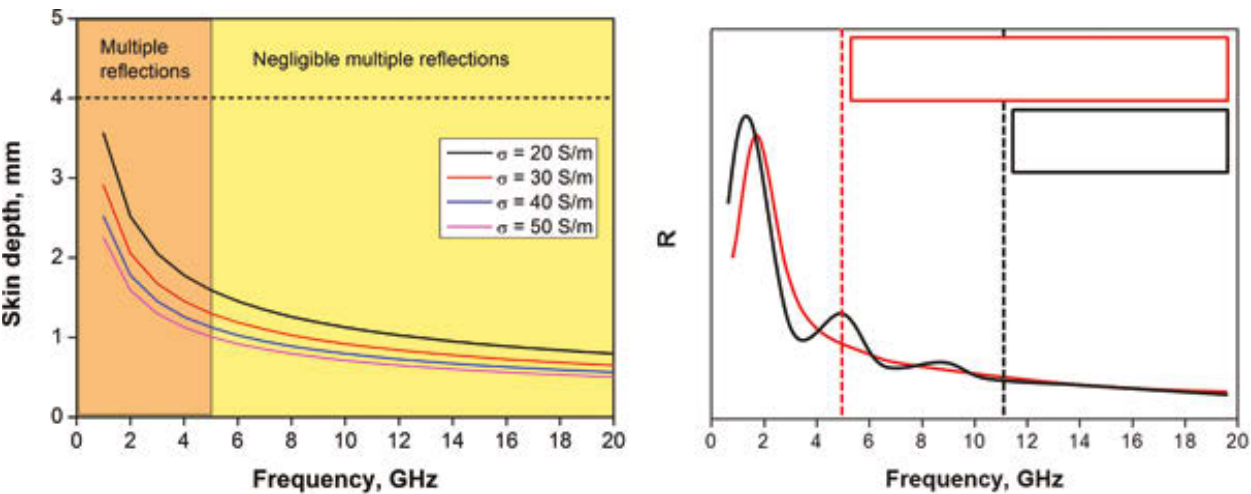 5
4
3
2
1
0
Skin depth, mm
Multiple
reflections
Negligible multiple reflections
σ = 20 S/m
σ = 30 S/m
σ = 40 S/m
σ = 50 S/m
0 2 4 6 8 10 12 14 16 18 20
Frequency, GHz
R
0 2 4 6 8 10 12 14 16 18 20
Frequency, GHz